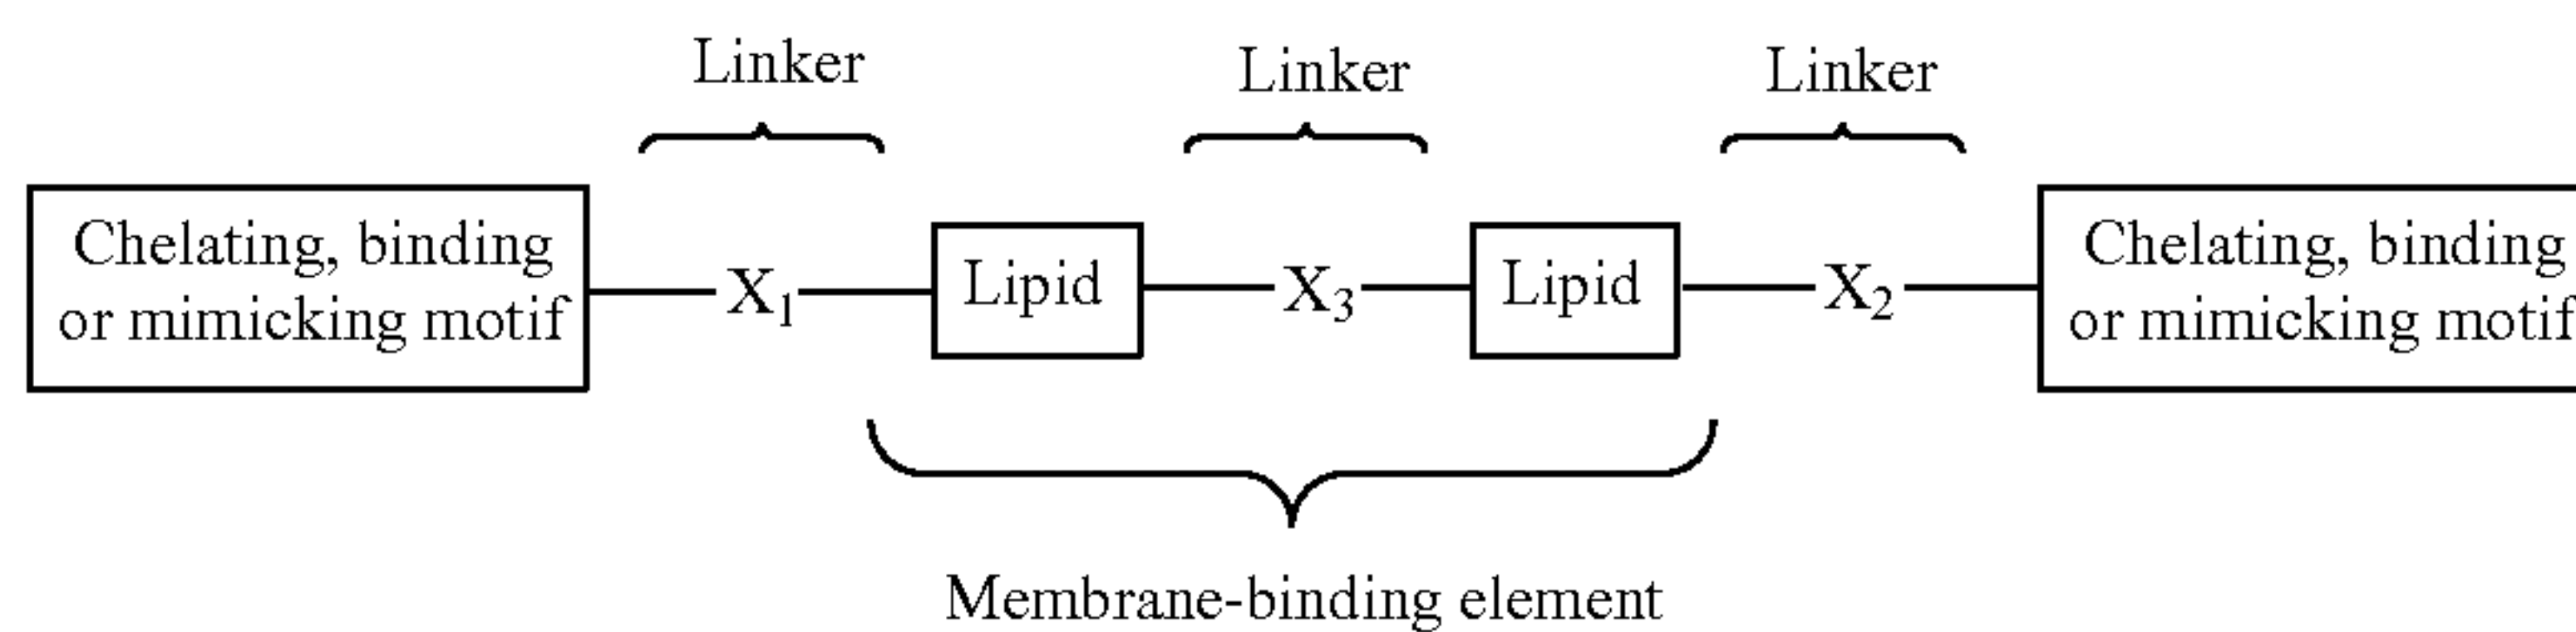 Linker Linker Linker
Chelating, binding
or mimicking motif
X1
Lipid
X3
Lipid
X2
Chelating, binding
or mimicking motif
Membrane-binding element